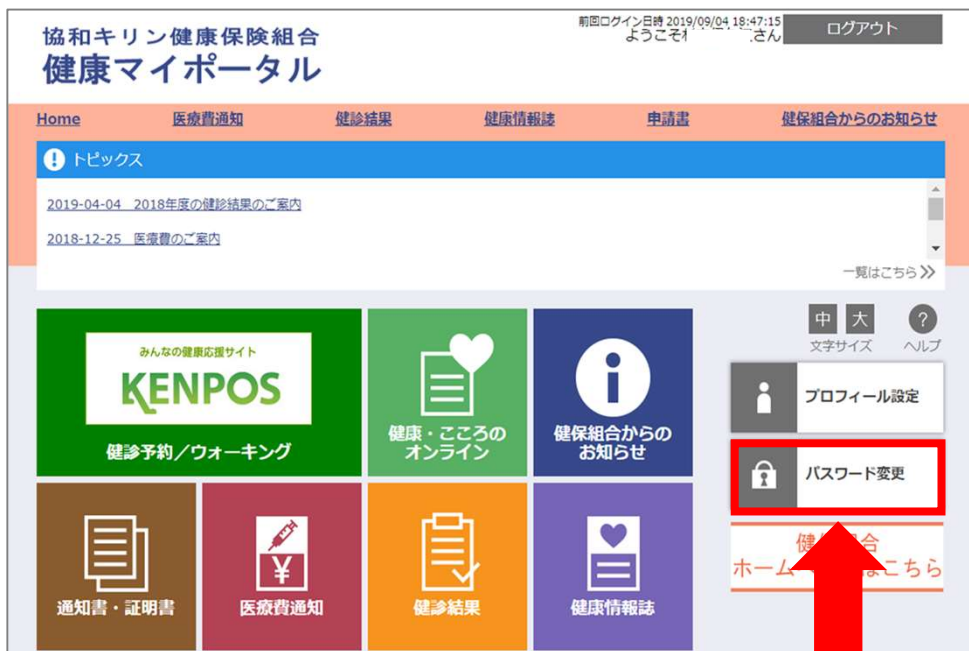 協和キリン健康保険組合
健康マイポータル
前回ログイン日時 2019/09/04 18:47:15
ようこそ
さん
ログアウト
Home 医療費通知 健診結果 健康情報誌 申請書 健保組合からのお知らせ
トピックス
2019-04-04 2018年度の健診結果のご案内
2018-12-25 医療費のご案内
一覧はこちら
みんなの健康応援サイト
KENPOS
健診予約／ウォーキング
健康・こころの
オンライン
健保組合からの
お知らせ
中 大 ?
文字サイズ ヘルプ
プロフィール設定
パスワード変更
通知書・証明書
¥
医療費通知
健診結果
健康情報誌
健 合
ホーム はこちら